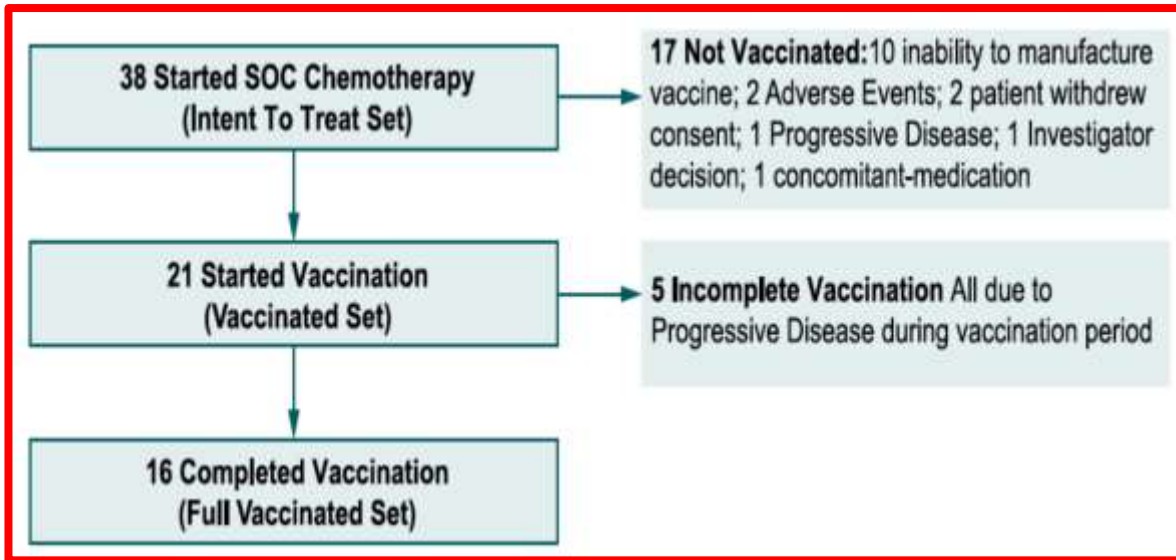 38 Started SOC Chemotherapy
(Intent To Treat Set)
17 Not Vaccinated:10 inability to manufacture
vaccine; 2 Adverse Events; 2 patient withdrew
consent; 1 Progressive Disease; 1 Investigator
decision; 1 concomitant-medication
21 Started Vaccination
(Vaccinated Set)
5 Incomplete Vaccination All due to
Progressive Disease during vaccination period
16 Completed Vaccination
(Full Vaccinated Set)